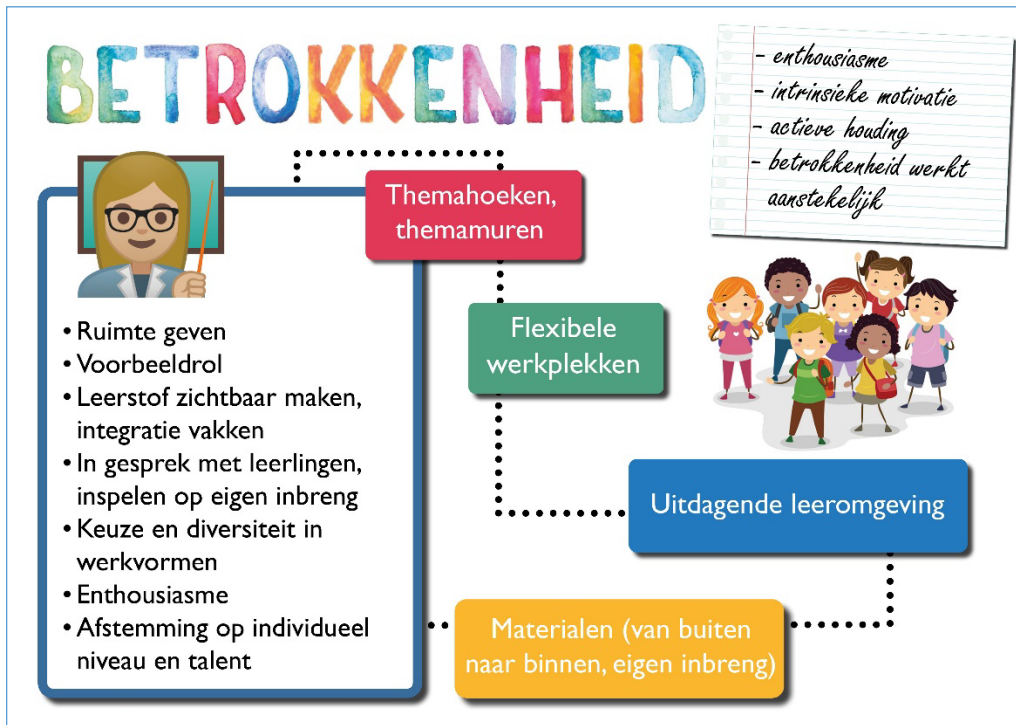 BETROKKENHEID
- enthousiasme
- intrinsieke motivatie
- actieve houding
- betrokkenheid werkt
aanstekelijk
Themahoeken,
themamuren
Flexibele
werkplekken
• Ruimte geven
• Voorbeeldrol
• Leerstof zichtbaar maken,
integratie vakken
• In gesprek met leerlingen,
inspelen op eigen inbreng
• Keuze en diversiteit in
werkvormen
• Enthousiasme
• Afstemming op individueel
niveau en talent
Uitdagende leeromgeving
Materialen (van buiten
naar binnen, eigen inbreng)